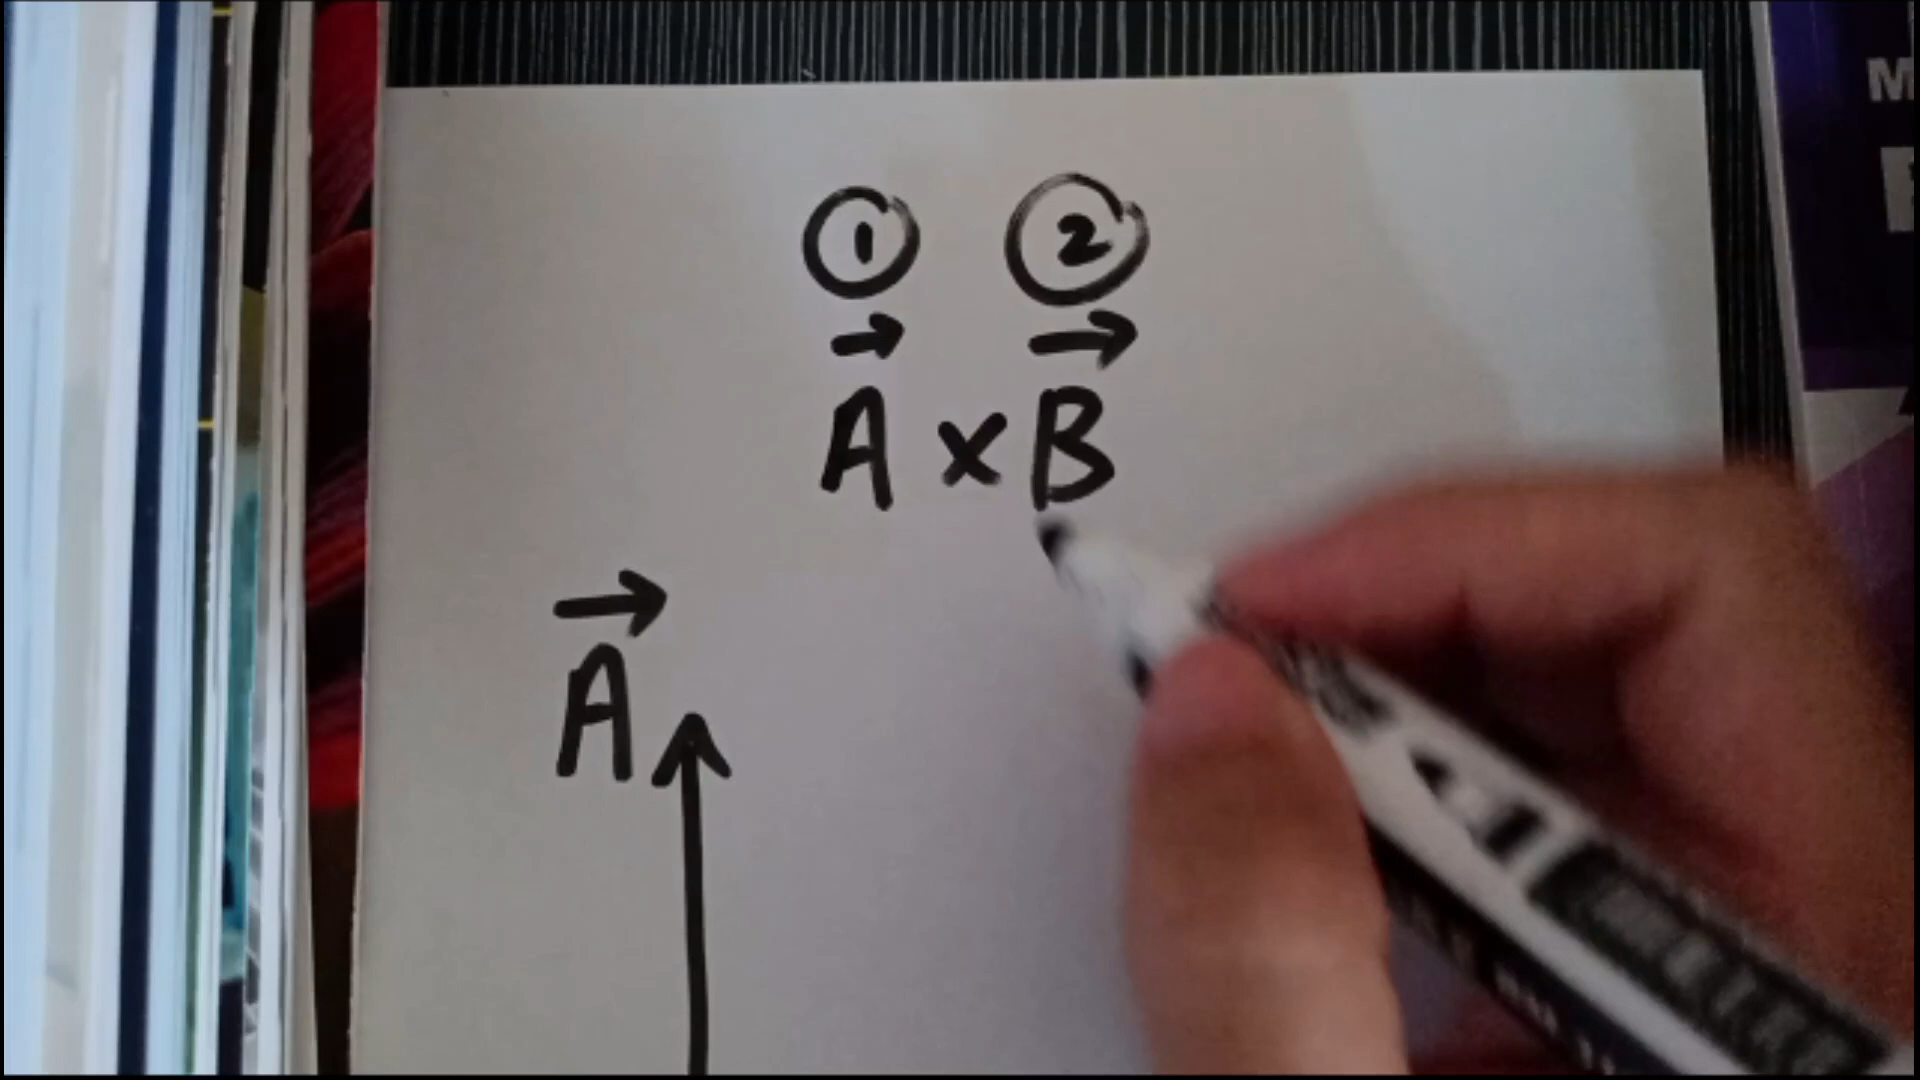 ① ②
→ →
A × B
→
A
M